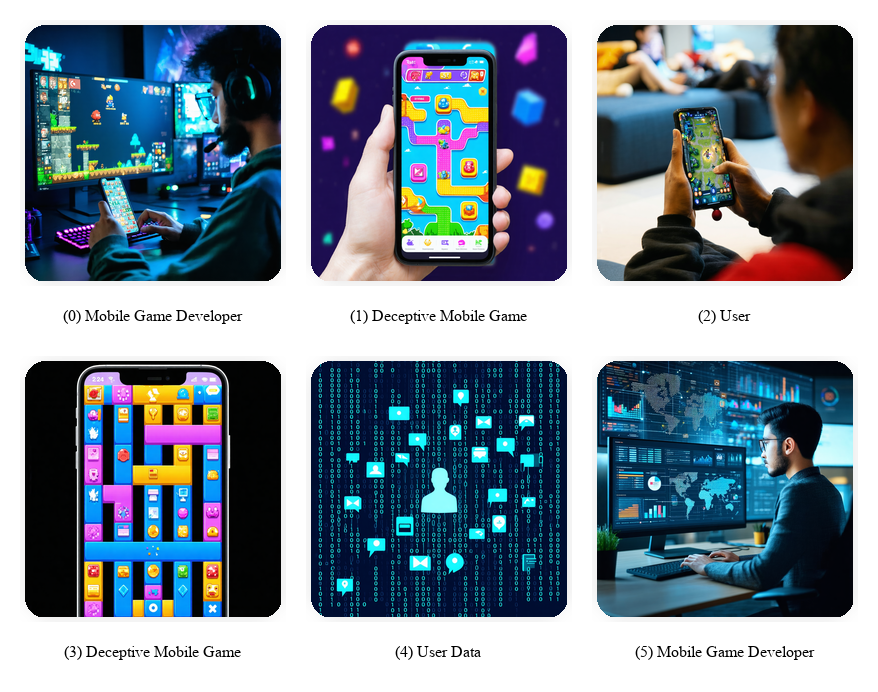 (0) Mobile Game Developer
(1) Deceptive Mobile Game
(2) User
(3) Deceptive Mobile Game
(4) User Data
(5) Mobile Game Developer